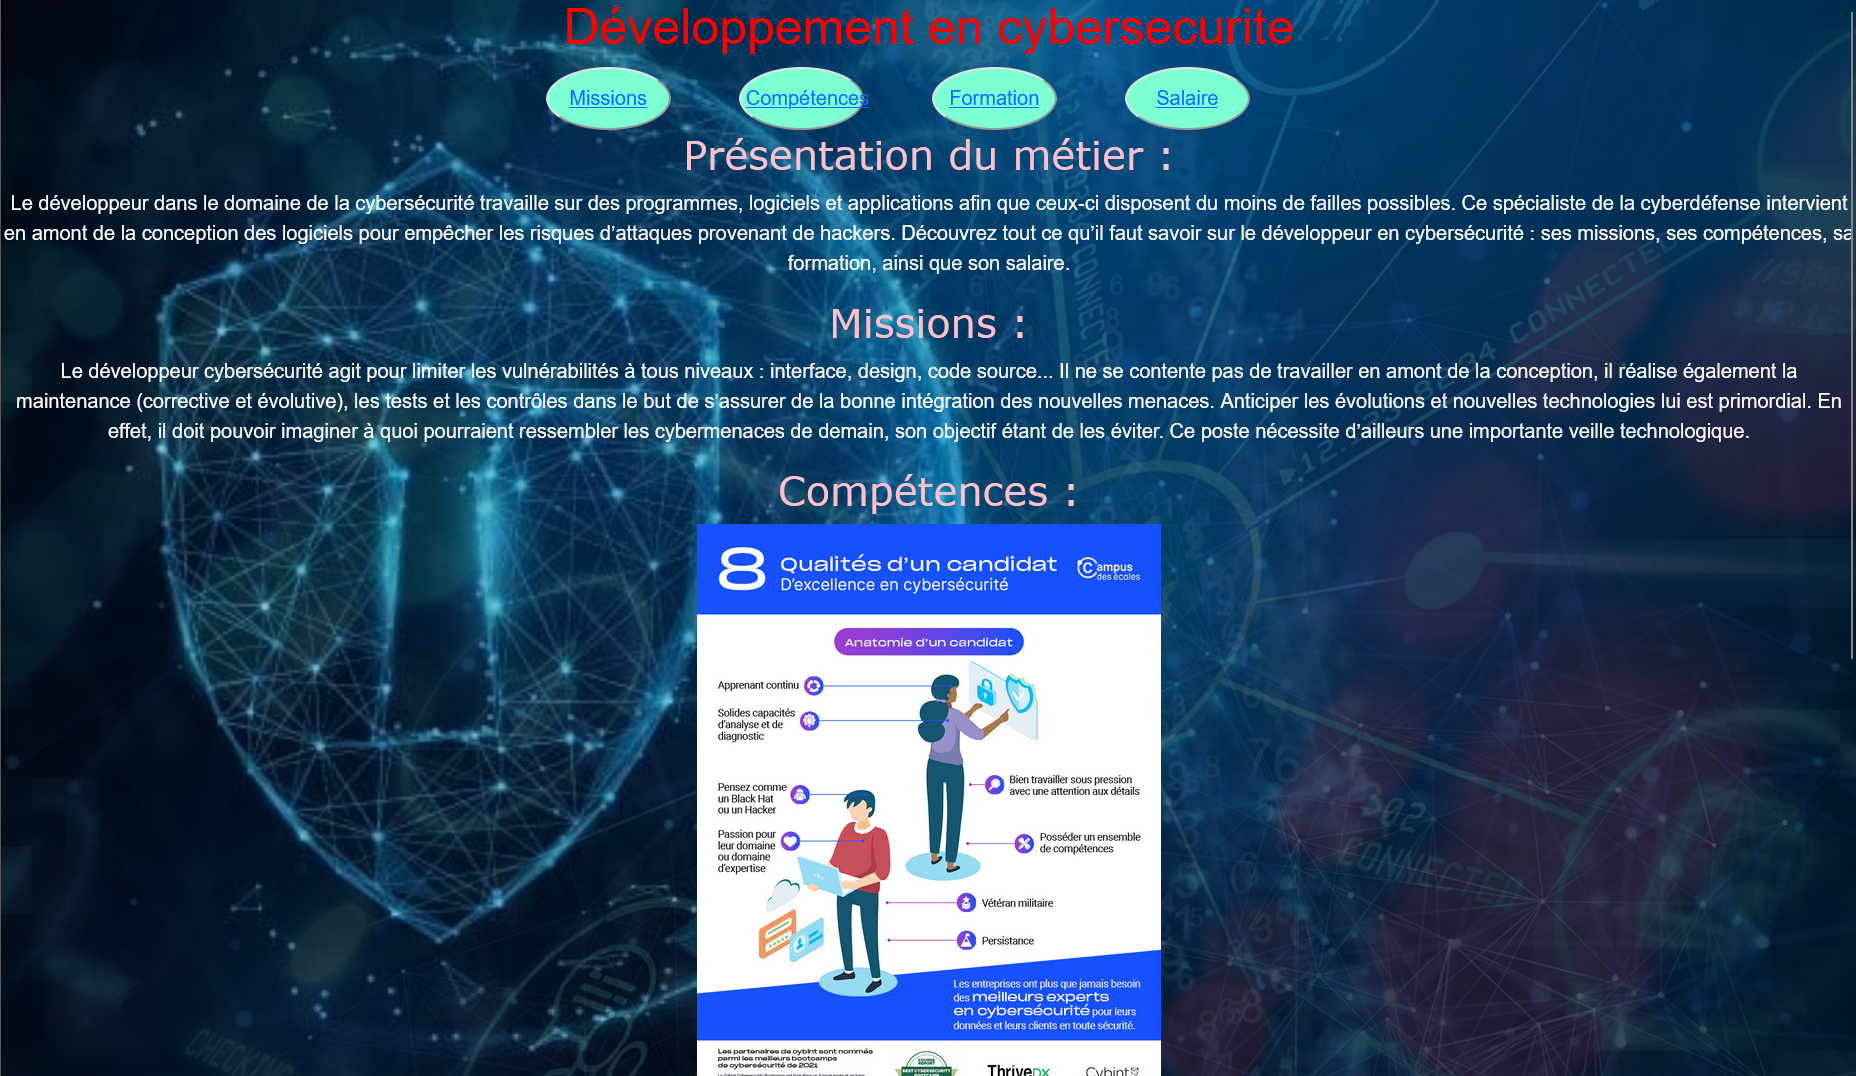 Développement en cybersecurite
Missions
Compétences
Formation
Salaire
Présentation du métier :
Le développeur dans le domaine de la cybersécurité travaille sur des programmes, logiciels et applications afin que ceux-ci disposent du moins de failles possibles. Ce spécialiste de la cyberdéfense intervient
en amont de la conception des logiciels pour empêcher les risques d’attaques provenant de hackers. Découvrez tout ce qu’il faut savoir sur le développeur en cybersécurité : ses missions, ses compétences, sa
formation, ainsi que son salaire.
Missions :
Le développeur cybersécurité agit pour limiter les vulnérabilités à tous niveaux : interface, design, code source... Il ne se contente pas de travailler en amont de la conception, il réalise également la
maintenance (corrective et évolutive), les tests et les contrôles dans le but de s’assurer de la bonne intégration des nouvelles menaces. Anticiper les évolutions et nouvelles technologies lui est primordial. En
effet, il doit pouvoir imaginer à quoi pourraient ressembler les cybermenaces de demain, son objectif étant de les éviter. Ce poste nécessite d’ailleurs une importante veille technologique.
Compétences :
8
Qualités d’un candidat
D’excellence en cybersécurité
Campus
des écoles
Anatomie d’un candidat
Apprenant continu
Solides capacités
d’analyse et de
diagnostic
Pensez comme
un Black Hat
ou un Hacker
Passion pour
leur domaine
ou domaine
d’expertise
Bien travailler sous pression
avec une attention aux détails
Posséder un ensemble
de compétences
Vétéran militaire
Persistance
Les entreprises ont plus que jamais besoin
des meilleurs experts
en cybersécurité pour leurs
données et leurs clients en toute sécurité.
Les partenaires de cybint sont nommés
parmi les meilleurs bootcamps
de cybersécurité de 2021
COURSE
REPORT
BEST CYBERSECURITY
ThriveDX
Cybint
CONNECTED
CONNECTED